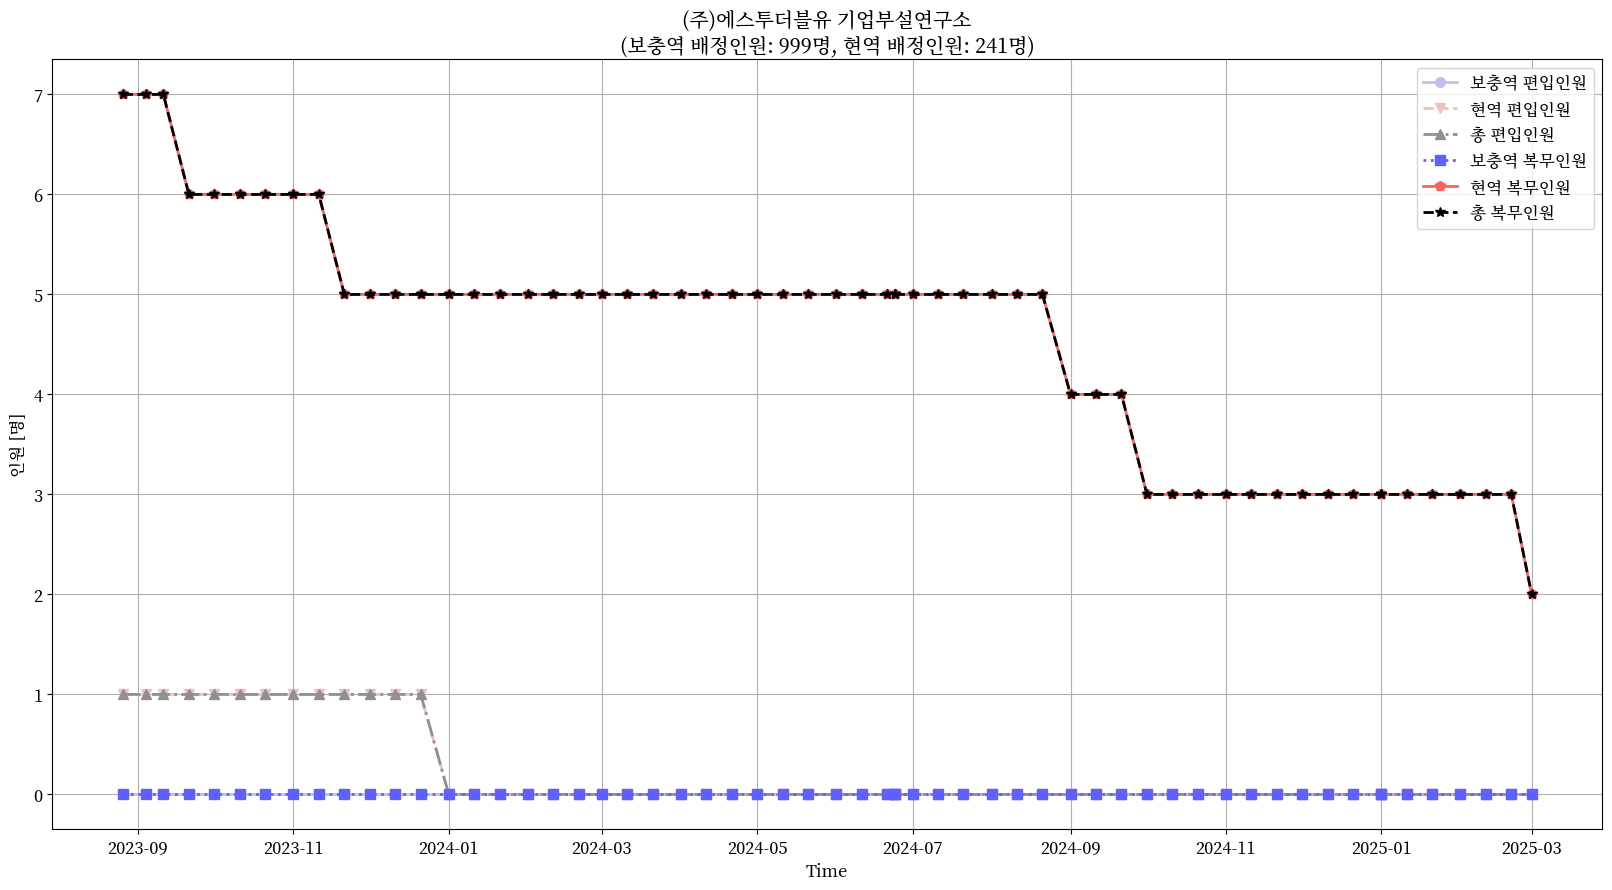 (주)에스투더블유 기업부설연구소
(보충역 배정인원: 999명, 현역 배정인원: 241명)
보충역 편입인원
현역 편입인원
총 편입인원
보충역 복무인원
현역 복무인원
총 복무인원
7
6
5
4
3
2
1
0
인원 [명]
2023-09
2023-11
2024-01
2024-03
2024-05
2024-07
2024-09
2024-11
2025-01
2025-03
Time